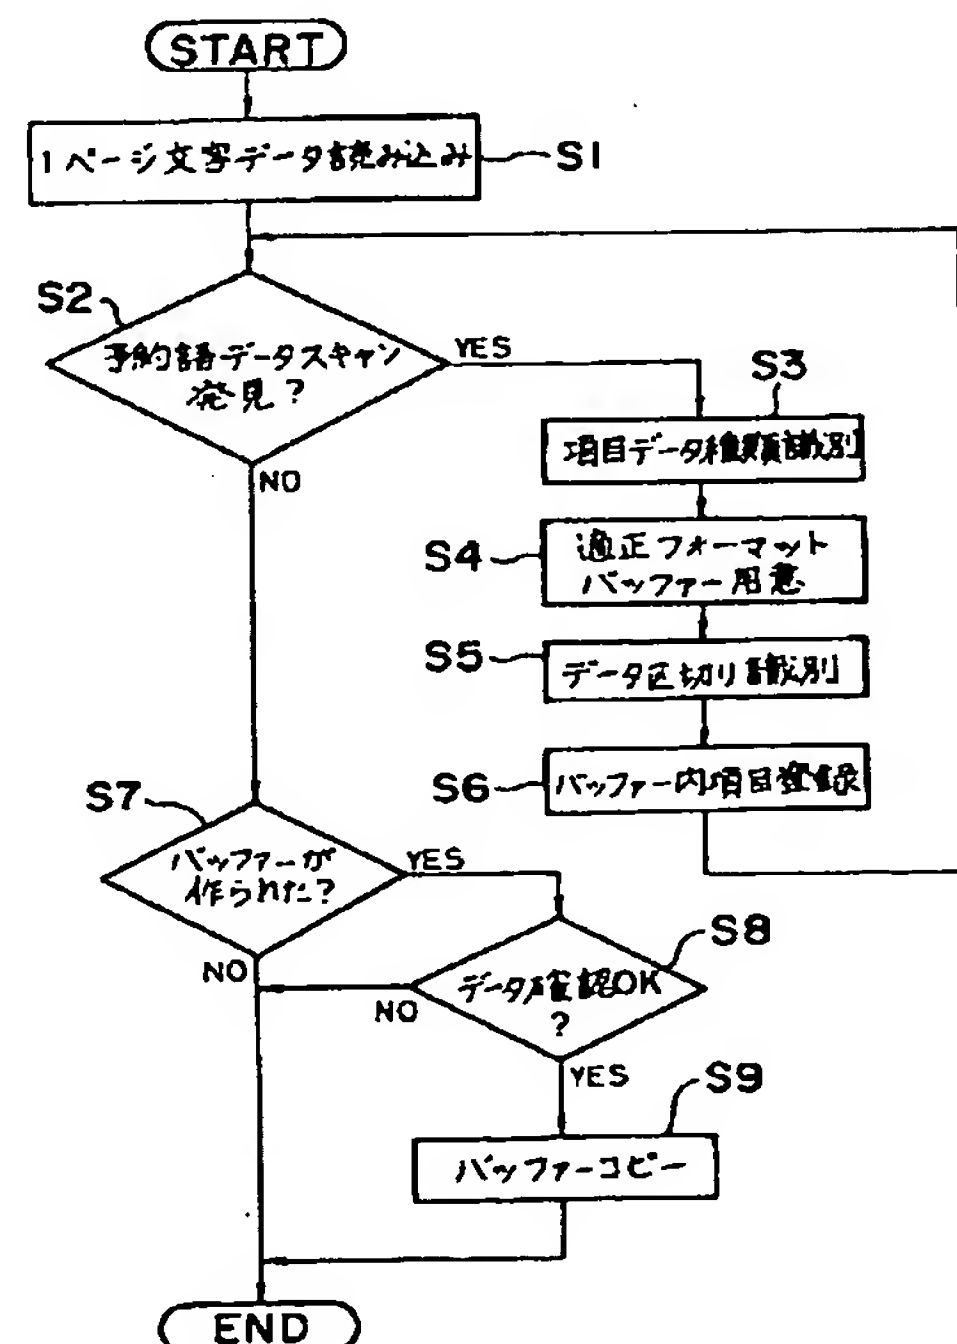 START
1ページ文字データ読み込み
S1
S2
予約語データスキャン
発見?
YES
NO
S3
項目データ種類識別
S4
適正フォーマット
バッファー用意
S5
データ区切り識別
S6
バッファー内項目登録
S7
バッファーが
作られた?
YES
NO
S8
データ確認OK
?
NO
YES
S9
バッファーコピー
END